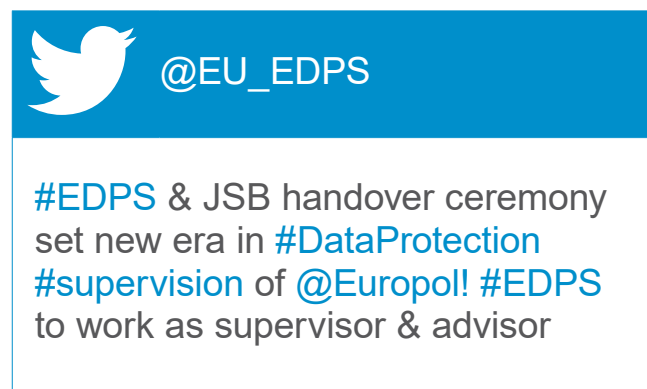 @EU_EDPS
#EDPS & JSB handover ceremony
set new era in #DataProtection
#supervision of @Europol! #EDPS
to work as supervisor & advisor